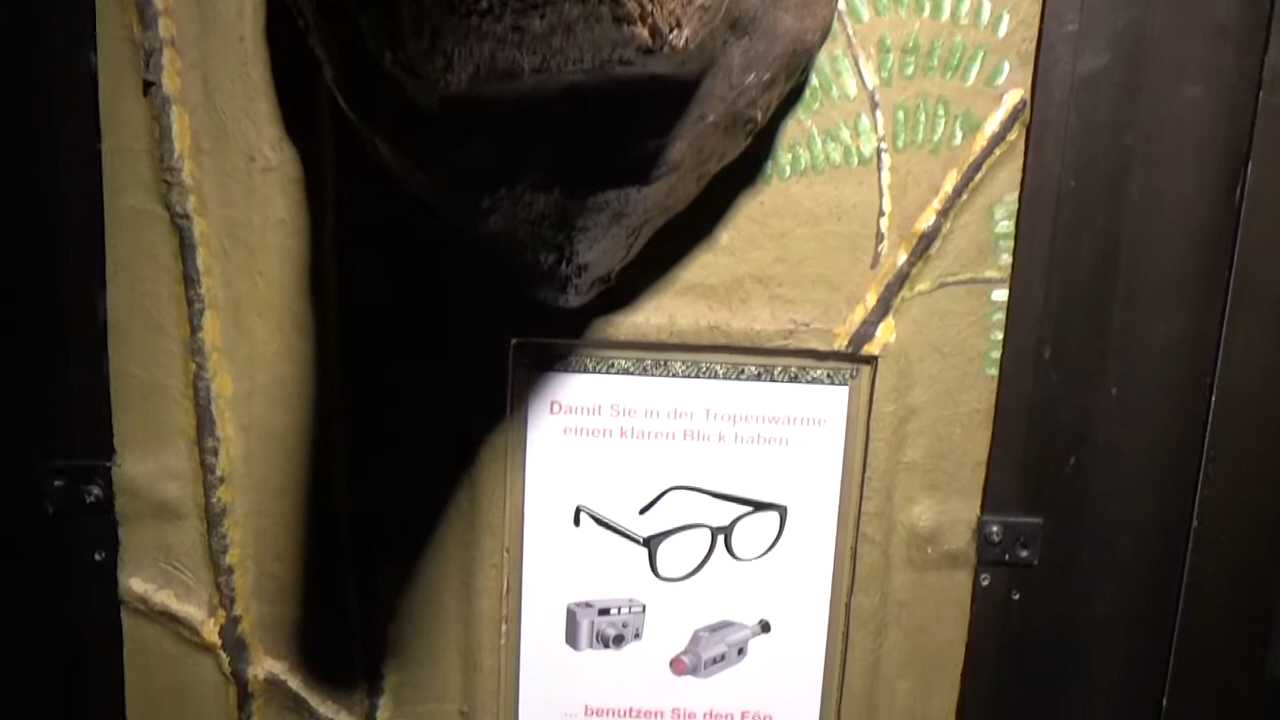 Damit Sie in der Tropenwärme
einen klaren Blick haben
... benutzen Sie den Fön